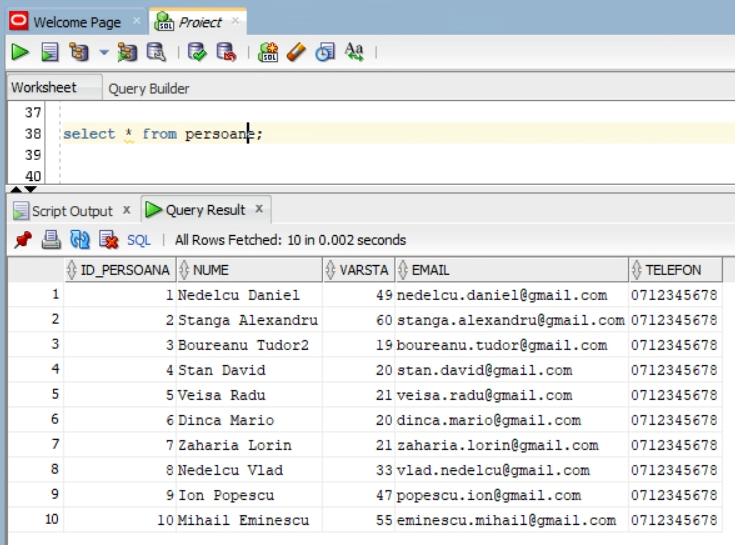 Welcome Page × Proiect ×
Worksheet Query Builder
37
38 select * from persoane;
39
40
Script Output × Query Result ×
SQL | All Rows Fetched: 10 in 0.002 seconds
ID_PERSOANA NUME VARSTA EMAIL TELEFON
1 1 Nedelcu Daniel 49 nedelcu.daniel@gmail.com 0712345678
2 2 Stanga Alexandru 60 stanga.alexandru@gmail.com 0712345678
3 3 Boureanu Tudor2 19 boureanu.tudor@gmail.com 0712345678
4 4 Stan David 20 stan.david@gmail.com 0712345678
5 5 Veisa Radu 21 veisa.radu@gmail.com 0712345678
6 6 Dinca Mario 20 dinca.mario@gmail.com 0712345678
7 7 Zaharia Lorin 21 zaharia.lorin@gmail.com 0712345678
8 8 Nedelcu Vlad 33 vlad.nedelcu@gmail.com 0712345678
9 9 Ion Popescu 47 popescu.ion@gmail.com 0712345678
10 10 Mihail Eminescu 55 eminescu.mihail@gmail.com 0712345678